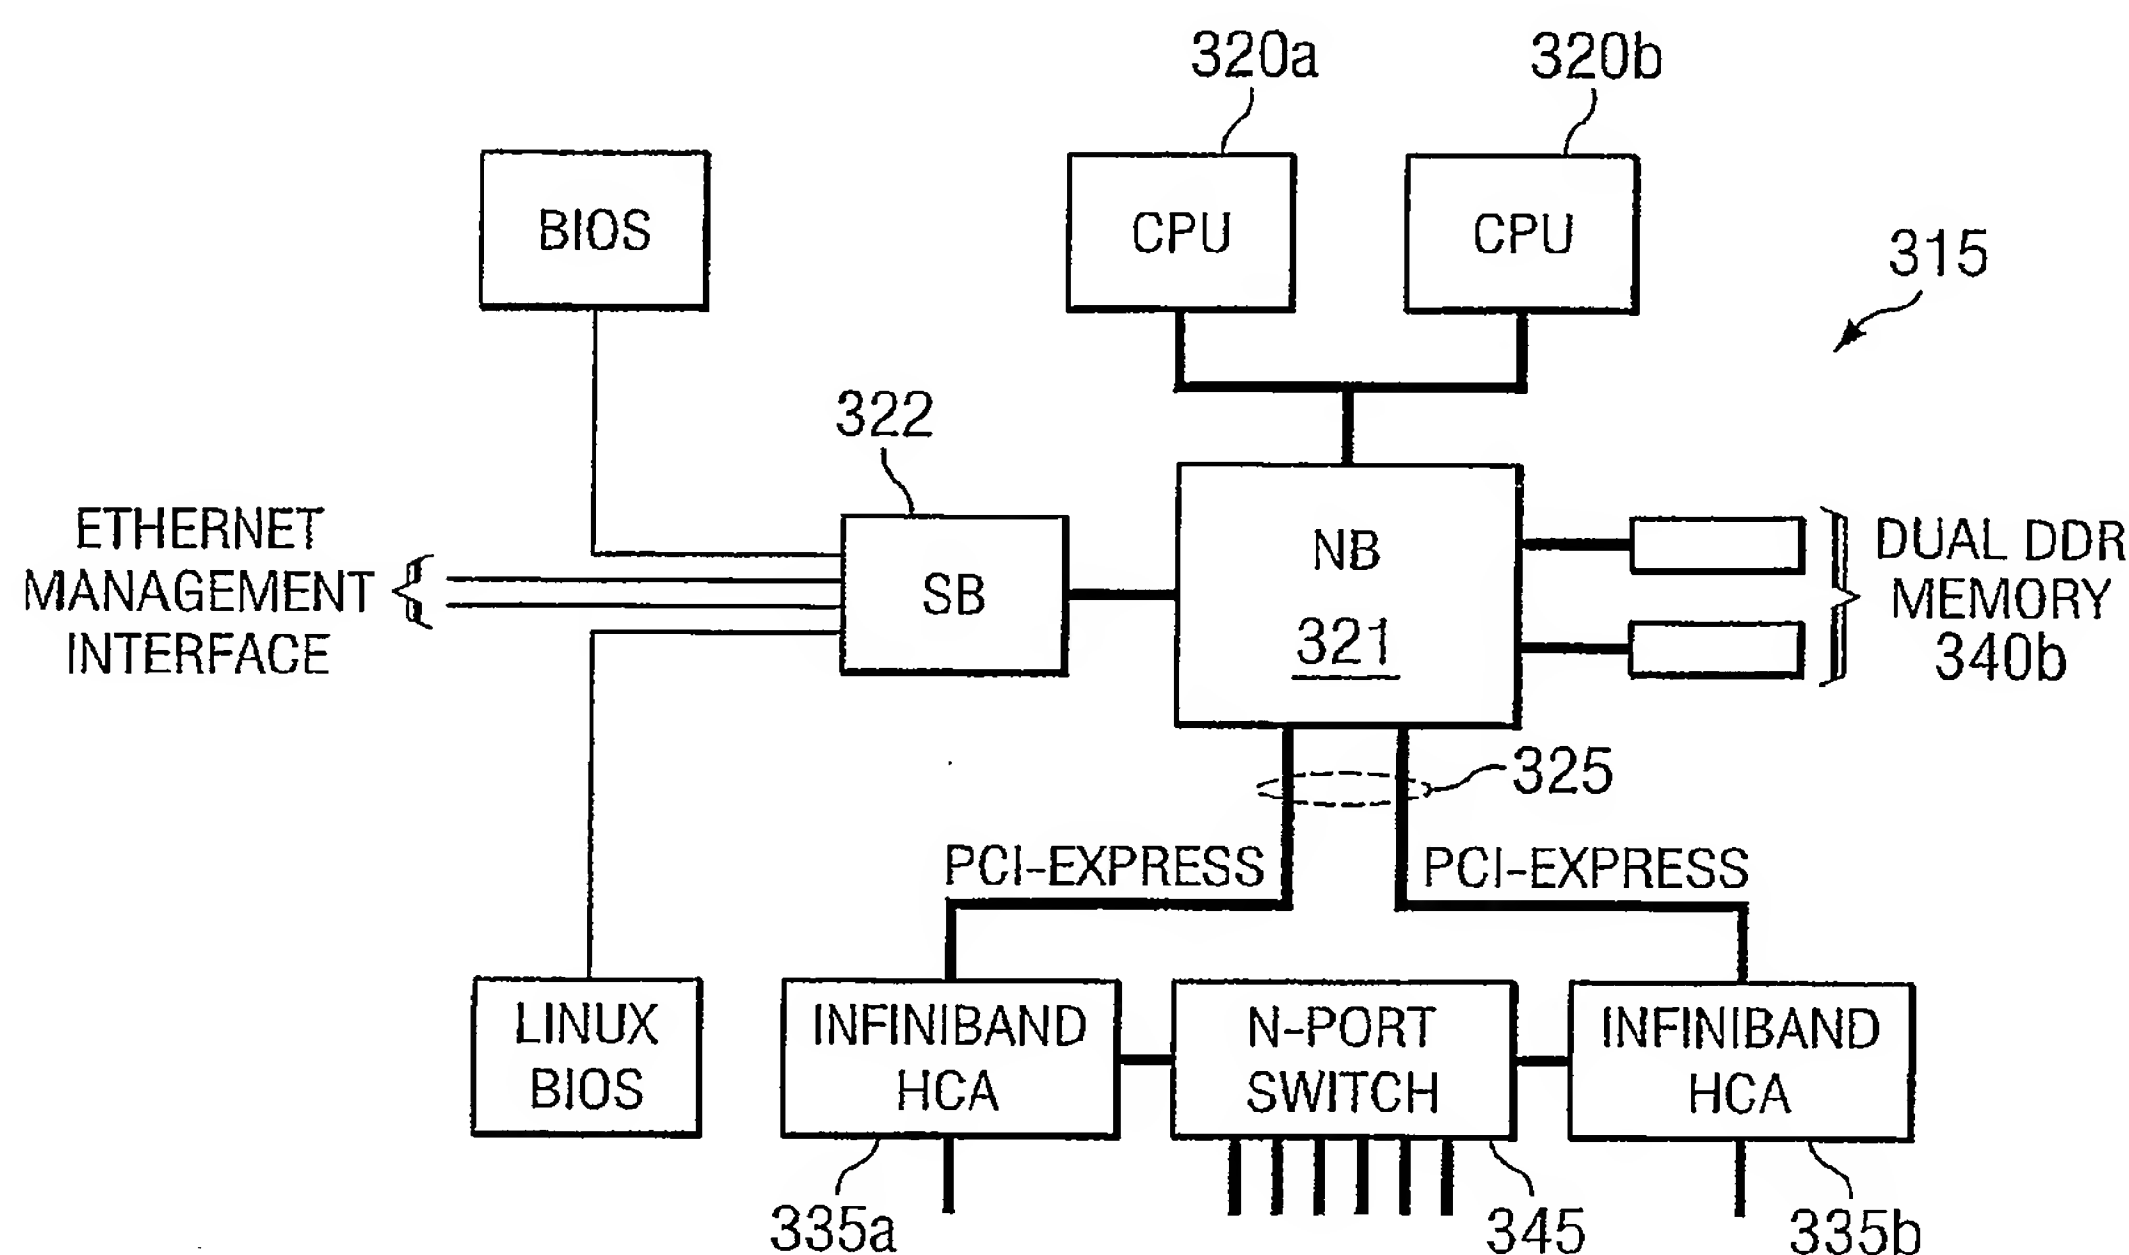 320a
320b
BIOS
CPU
CPU
315
322
ETHERNET
MANAGEMENT
INTERFACE
SB
NB
321
DUAL DDR
MEMORY
340b
325
PCI-EXPRESS
PCI-EXPRESS
LINUX
BIOS
INFINIBAND
HCA
N-PORT
SWITCH
INFINIBAND
HCA
335a
345
335b